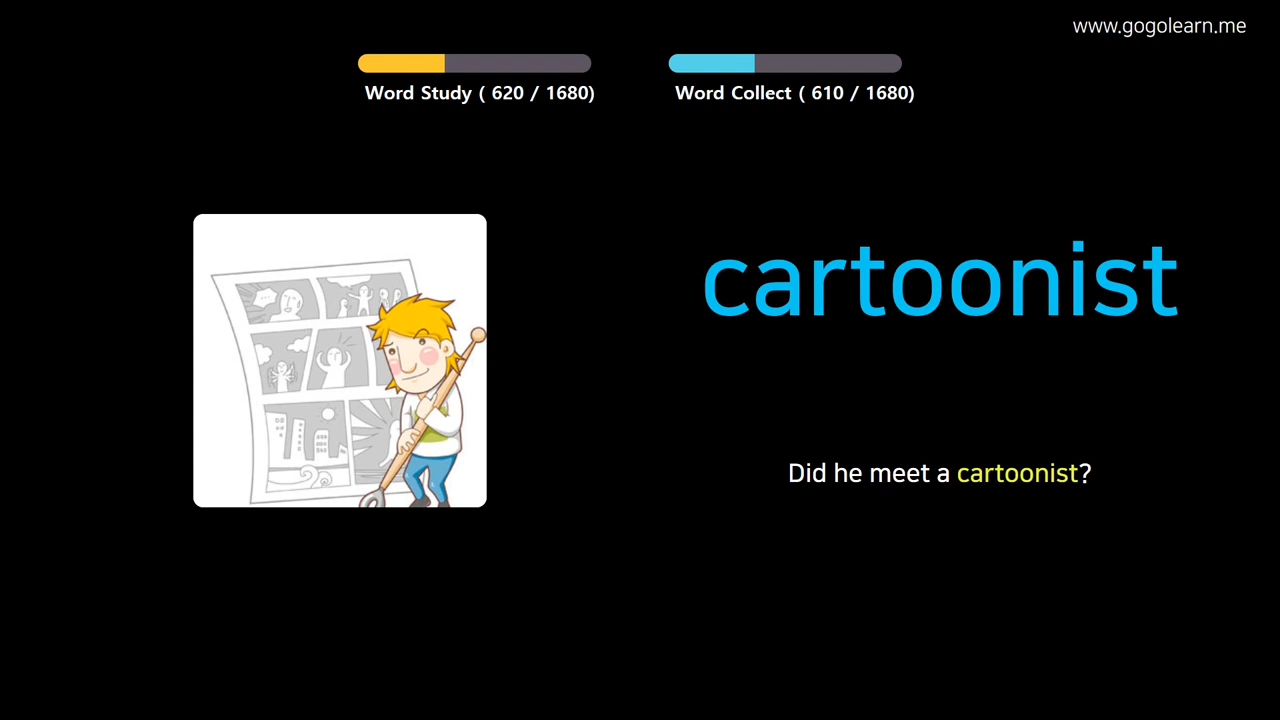 www.gogolearn.me
Word Study ( 620 / 1680)
Word Collect ( 610 / 1680)
cartoonist
Did he meet a cartoonist?